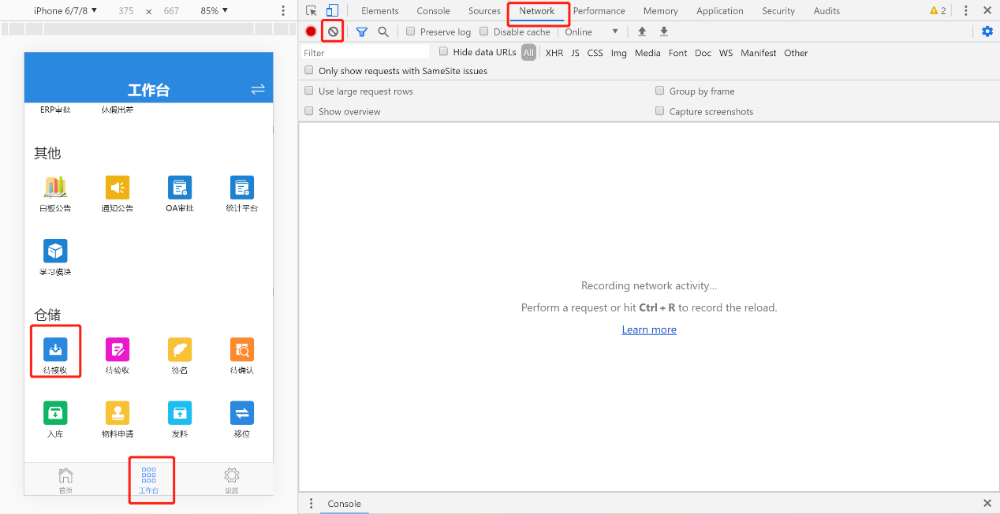 iPhone 6/7/8 ▼ 375 × 667 85% ▼
Elements Console Sources Network Performance Memory Application Security Audits 2
Preserve log Disable cache Online ▼
Filter Hide data URLs All XHR JS CSS Img Media Font Doc WS Manifest Other
Only show requests with SameSite issues
Use large request rows Group by frame
Show overview Capture screenshots
工作台
ERP审批 休假出差
其他
白板公告 通知公告 OA审批 统计平台
学习模块
仓储
待接收 待验收 签名 待确认
入库 物料申请 发料 移位
首页 工作台 设置
Recording network activity...
Perform a request or hit Ctrl + R to record the reload.
Learn more
Console